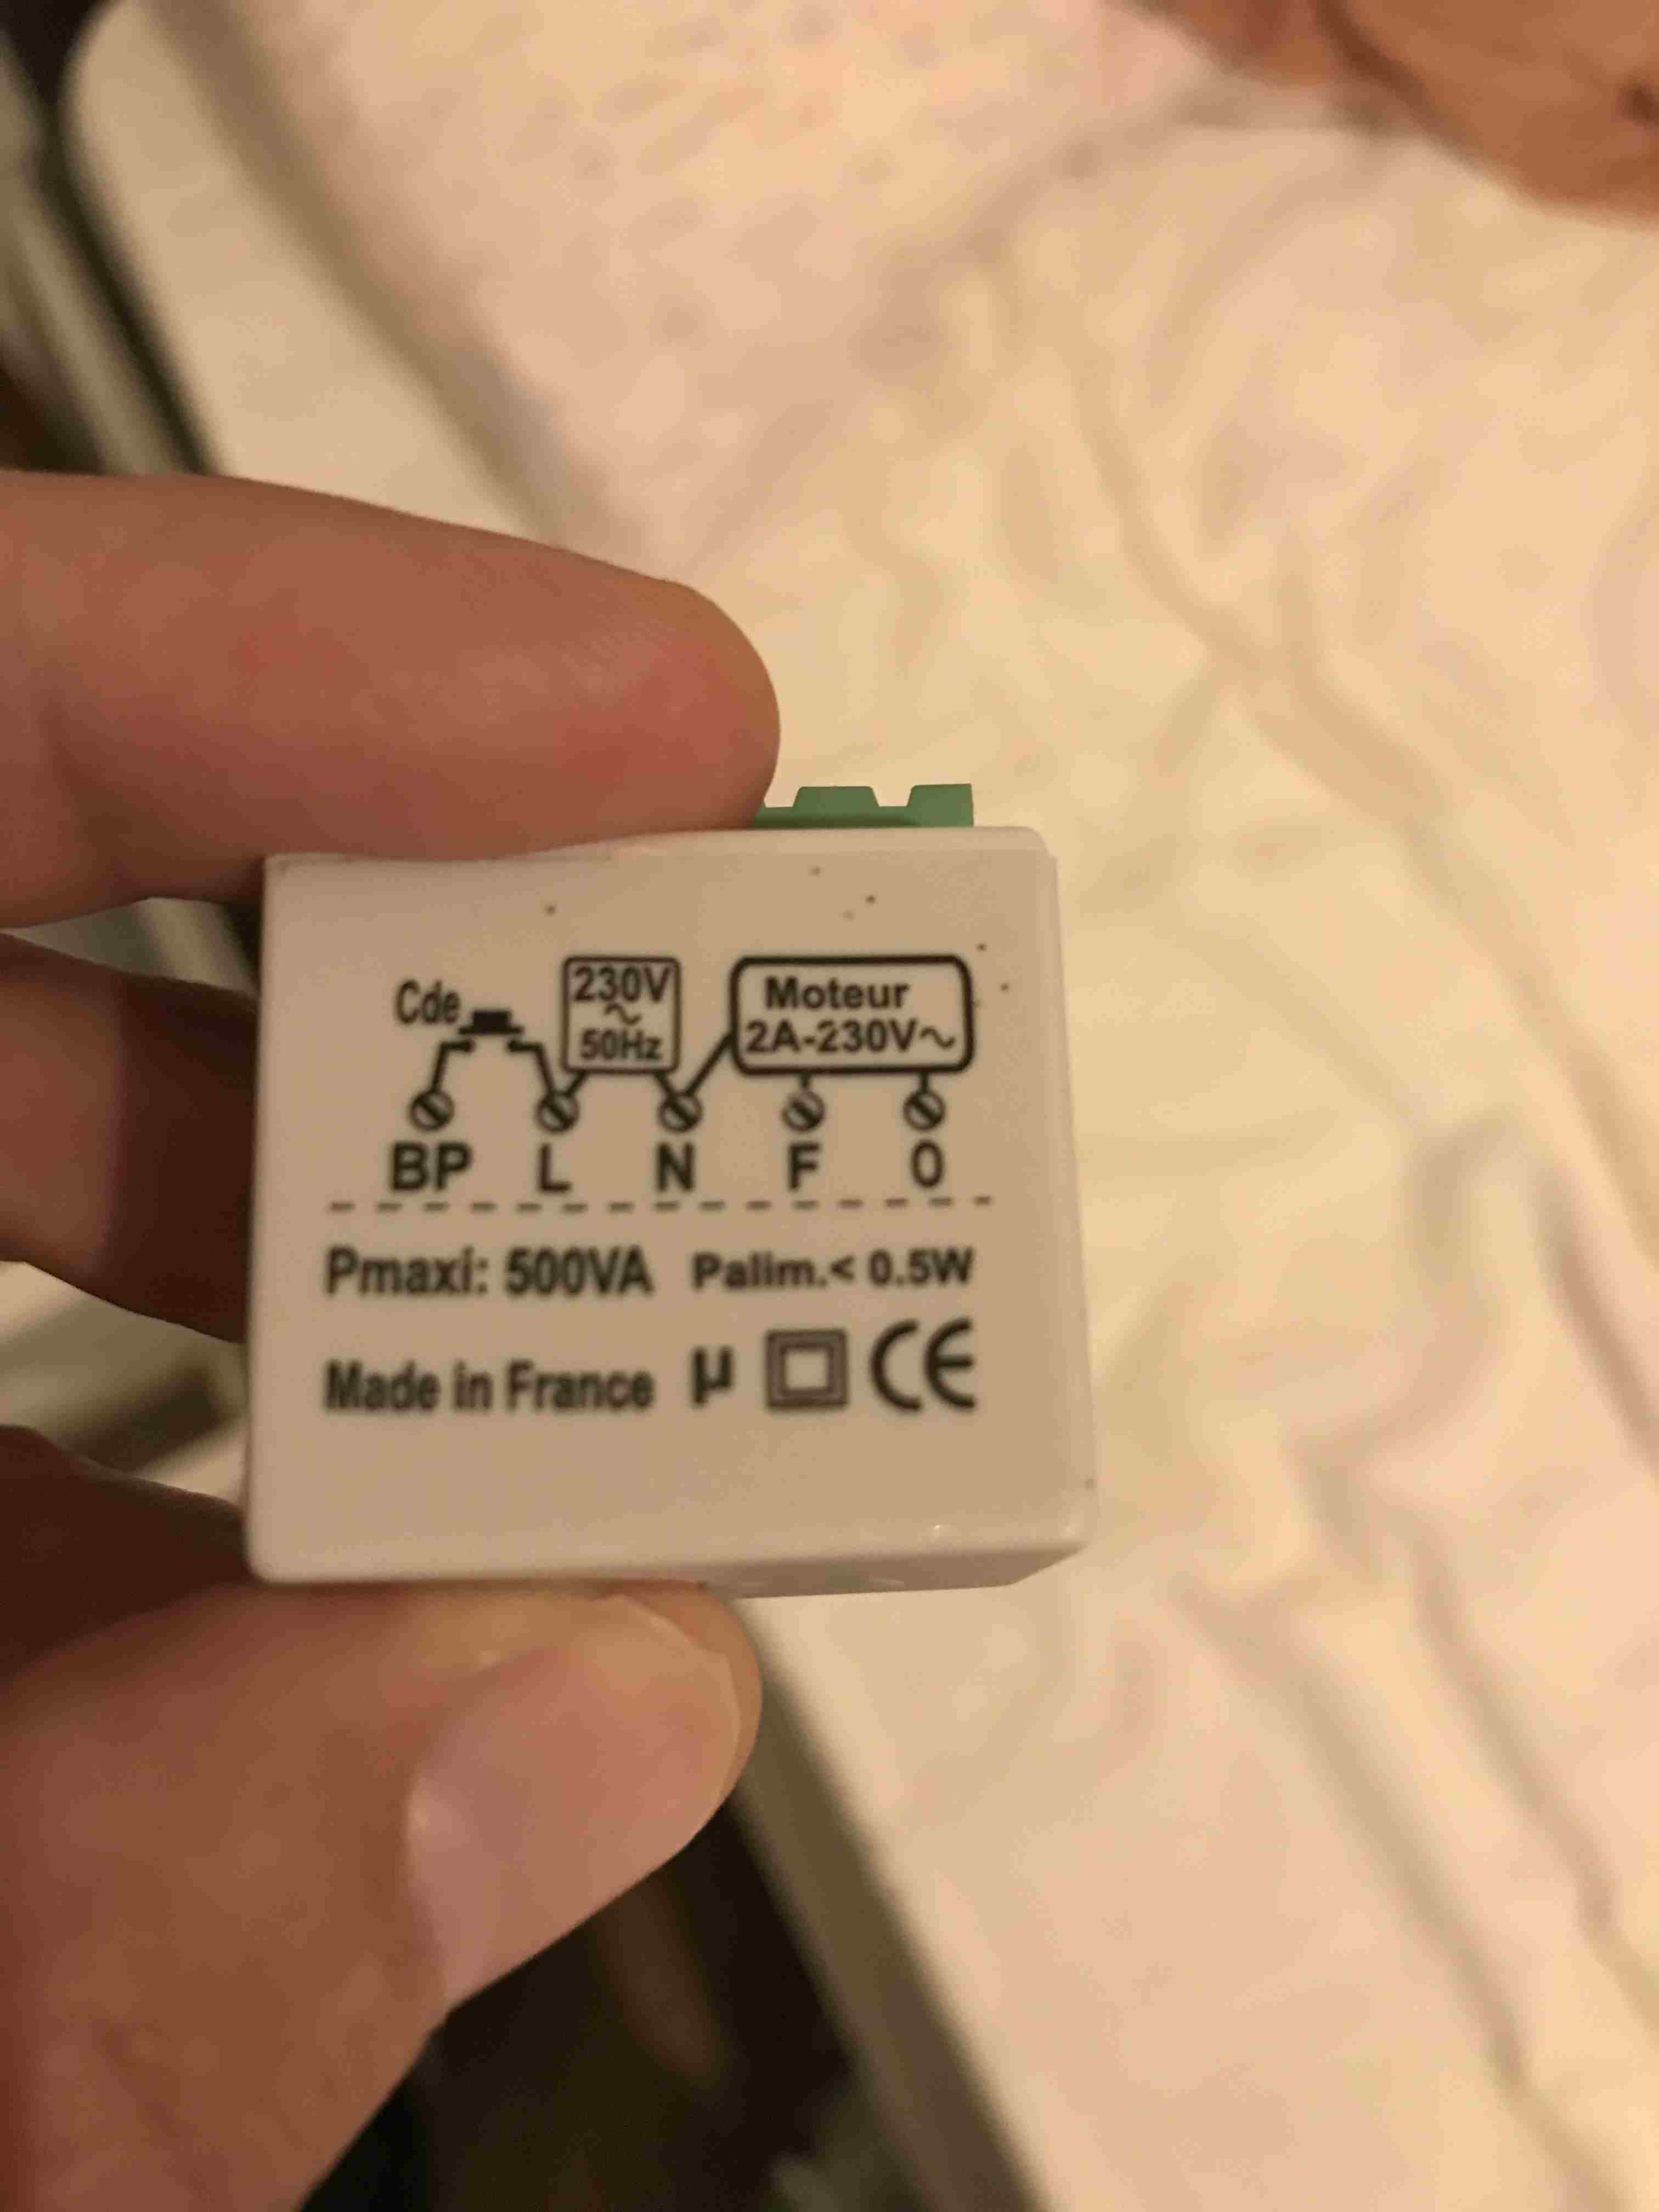 Cde 230V Moteur
~ 2A-230V~
50Hz
BP L N F O
Pmaxi: 500VA Palim.< 0.5W
Made in France µ CE